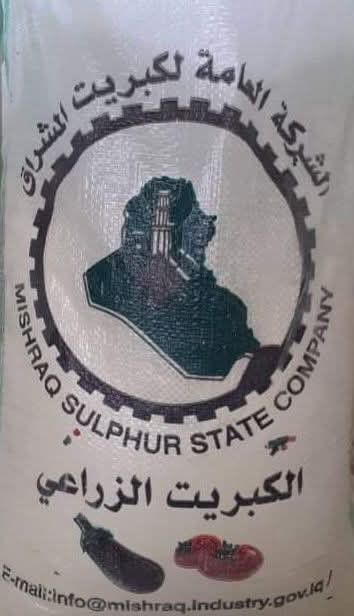 الشركة العامة لكبريت المشراق
MISHRAQ SULPHUR STATE COMPANY
الكبريت الزراعي
E-mail:info@mishraq.industry.gov.iq /